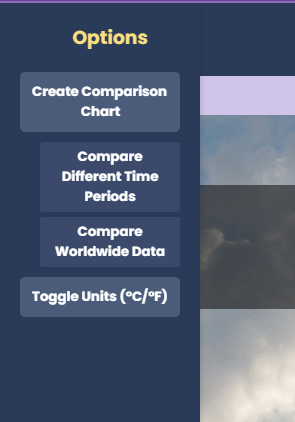 Options
Create Comparison
Chart
Compare
Different Time
Periods
Compare
Worldwide Data
Toggle Units (°C/°F)